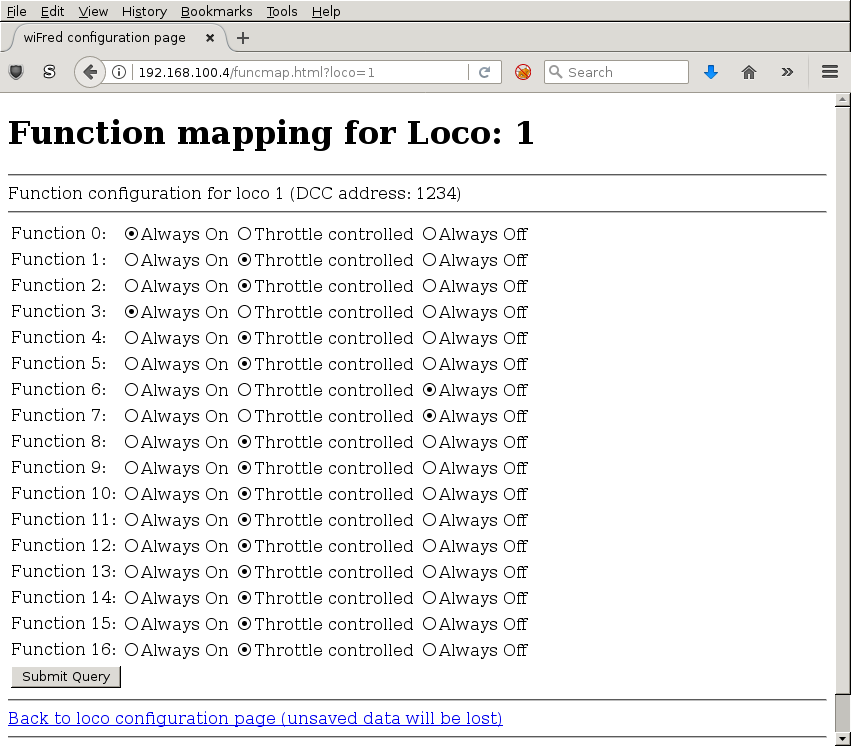 File Edit View History Bookmarks Tools Help
wiFred configuration page
192.168.100.4/funcmap.html?loco=1 Search
Function mapping for Loco: 1
Function configuration for loco 1 (DCC address: 1234)
Function 0: Always On Throttle controlled Always Off
Function 1: Always On Throttle controlled Always Off
Function 2: Always On Throttle controlled Always Off
Function 3: Always On Throttle controlled Always Off
Function 4: Always On Throttle controlled Always Off
Function 5: Always On Throttle controlled Always Off
Function 6: Always On Throttle controlled Always Off
Function 7: Always On Throttle controlled Always Off
Function 8: Always On Throttle controlled Always Off
Function 9: Always On Throttle controlled Always Off
Function 10: Always On Throttle controlled Always Off
Function 11: Always On Throttle controlled Always Off
Function 12: Always On Throttle controlled Always Off
Function 13: Always On Throttle controlled Always Off
Function 14: Always On Throttle controlled Always Off
Function 15: Always On Throttle controlled Always Off
Function 16: Always On Throttle controlled Always Off
Submit Query
Back to loco configuration page (unsaved data will be lost)